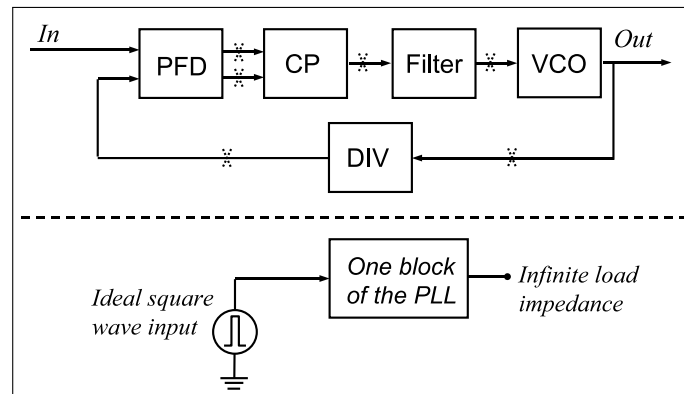 In
Out
PFD
CP
Filter
VCO
DIV
Ideal square
wave input
One block
of the PLL
Infinite load
impedance